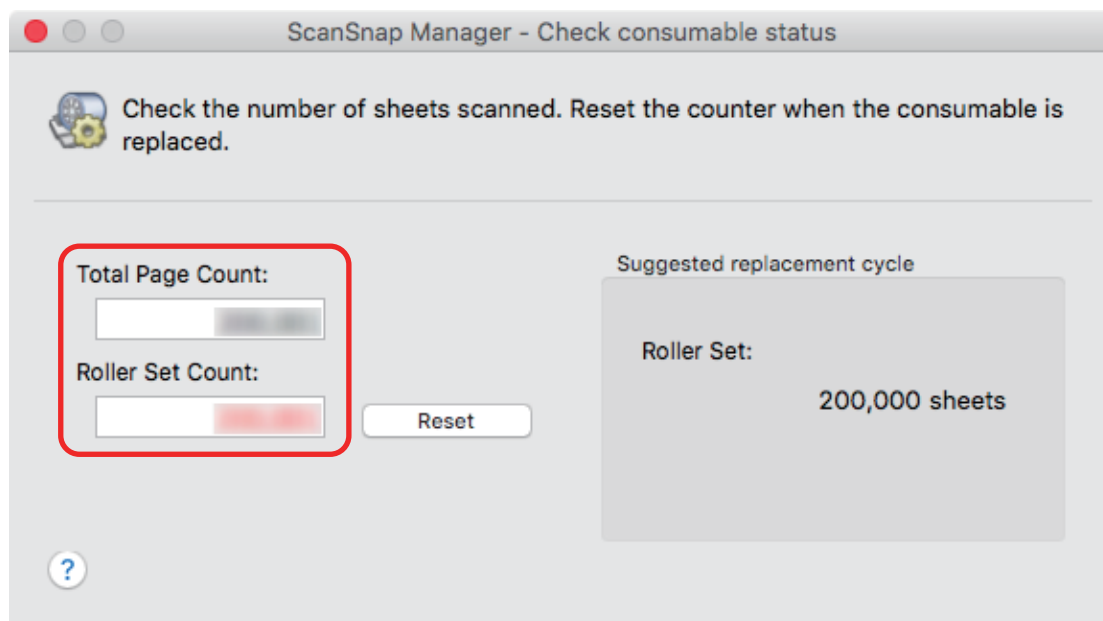 ScanSnap Manager - Check consumable status
Check the number of sheets scanned. Reset the counter when the consumable is
replaced.
Total Page Count:
Roller Set Count:
Reset
Suggested replacement cycle
Roller Set:
200,000 sheets
?